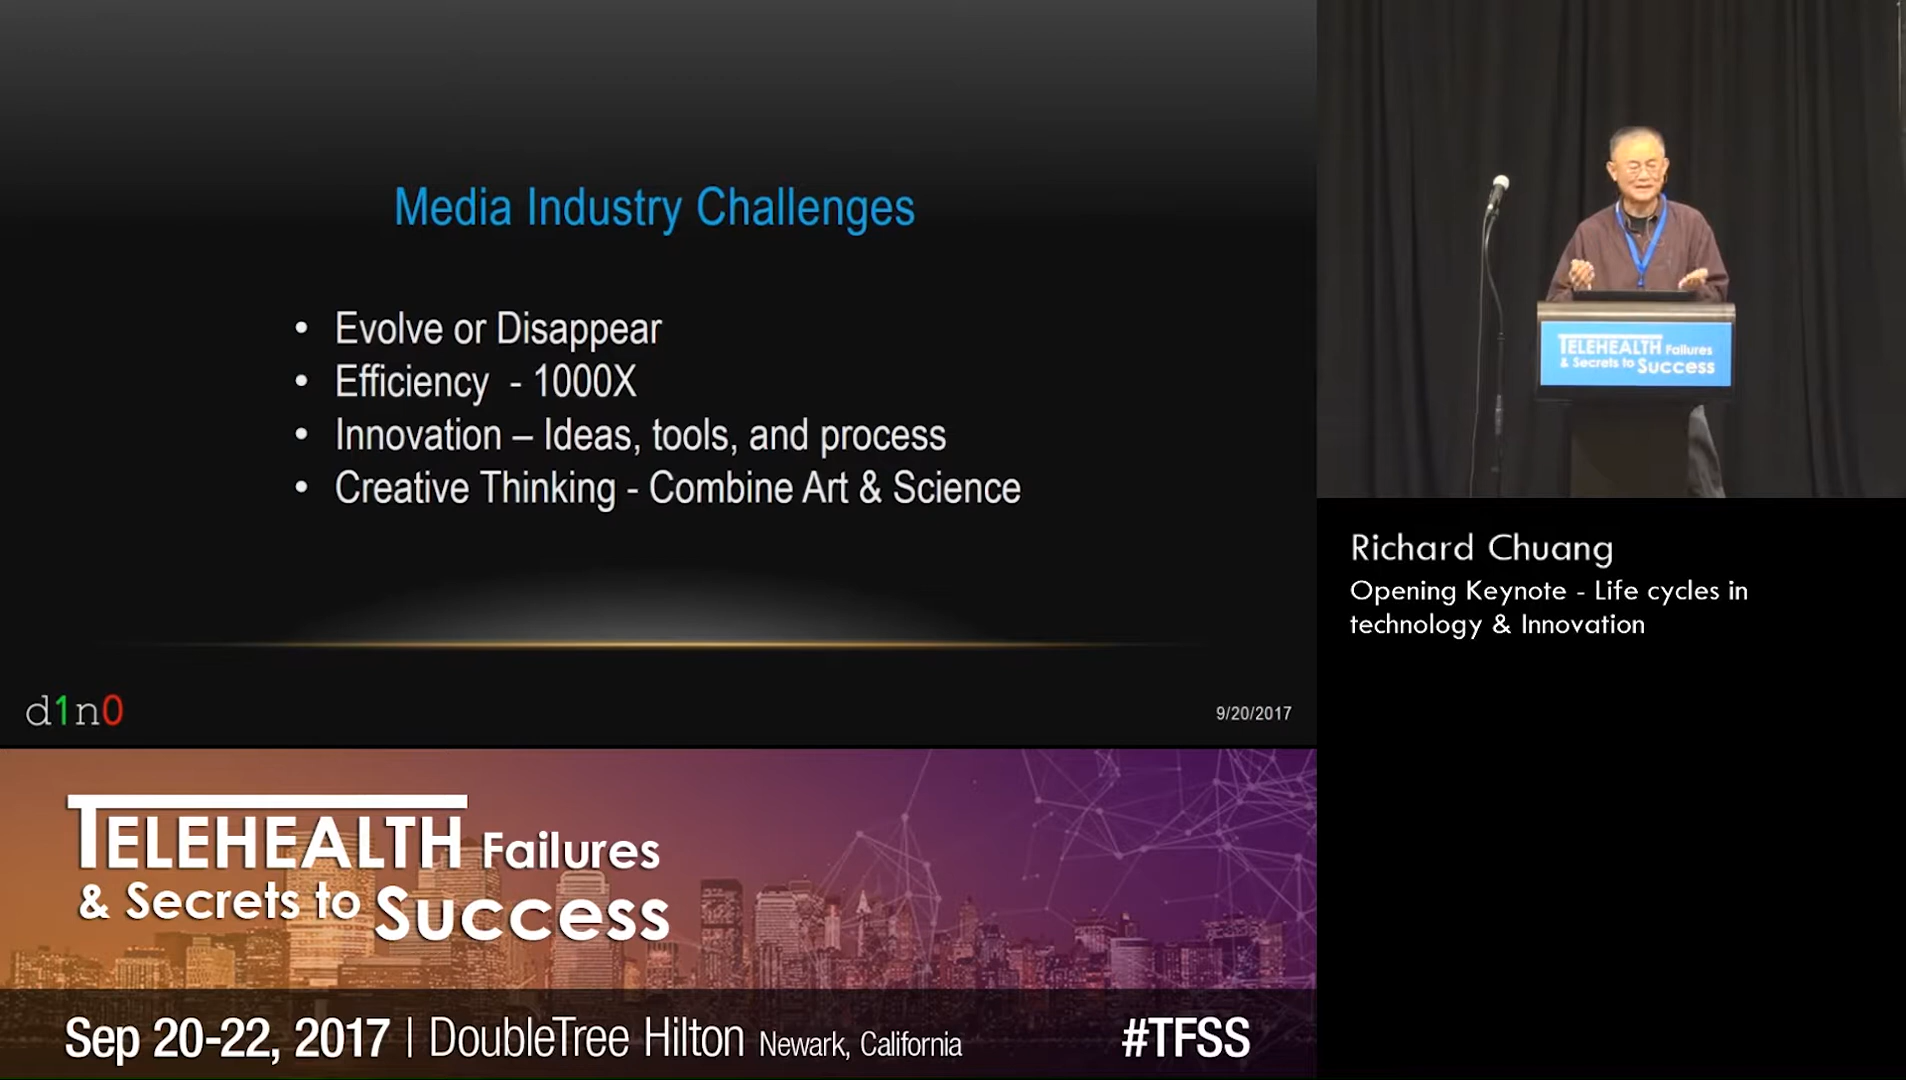 Media Industry Challenges
• Evolve or Disappear
• Efficiency - 1000X
• Innovation – Ideas, tools, and process
• Creative Thinking - Combine Art & Science
d1n0
9/20/2017
TELEHEALTH Failures
& Secrets to Success
Richard Chuang
Opening Keynote - Life cycles in
technology & Innovation
TELEHEALTH Failures
& Secrets to Success
Sep 20-22, 2017 | DoubleTree Hilton Newark, California
#TFSS